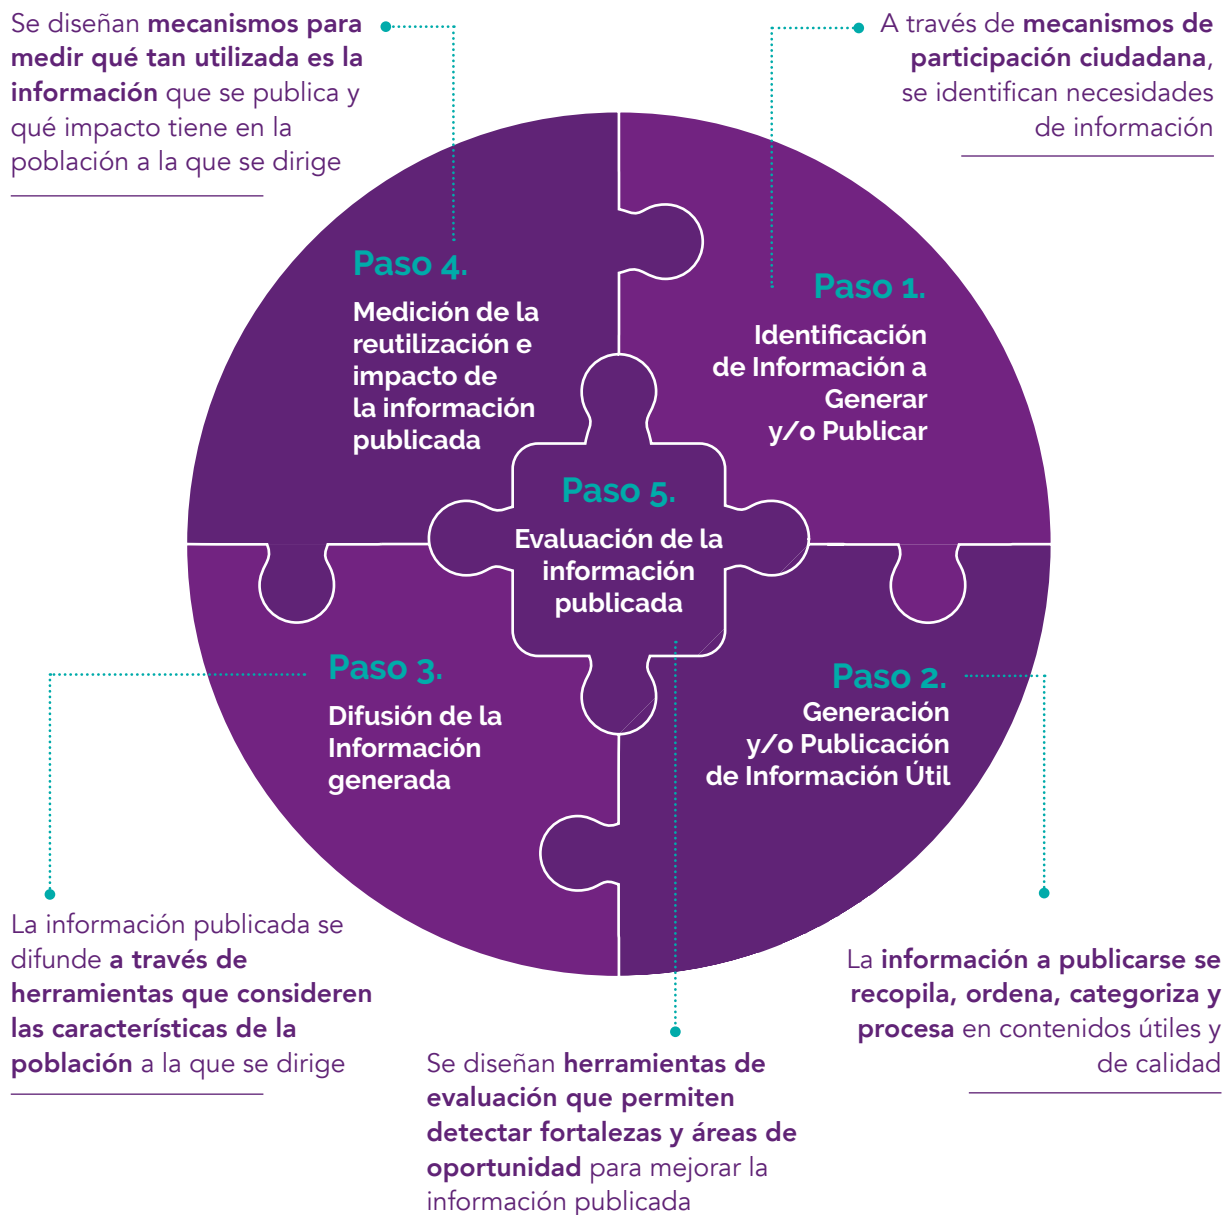 Se diseñan mecanismos para
medir qué tan utilizada es la
información que se publica y
qué impacto tiene en la
población a la que se dirige
A través de mecanismos de
participación ciudadana,
se identifican necesidades
de información
Paso 4.
Medición de la
reutilización e
impacto de
la información
publicada
Paso 1.
Identificación
de Información a
Generar
y/o Publicar
Paso 5.
Evaluación de la
información
publicada
Paso 3.
Difusión de la
Información
generada
Paso 2.
Generación
y/o Publicación
de Información Útil
La información publicada se
difunde a través de
herramientas que consideren
las características de la
población a la que se dirige
Se diseñan herramientas de
evaluación que permiten
detectar fortalezas y áreas de
oportunidad para mejorar la
información publicada
La información a publicarse se
recopila, ordena, categoriza y
procesa en contenidos útiles y
de calidad